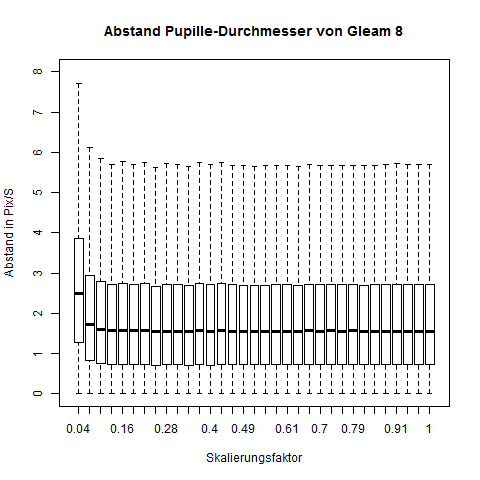 Abstand Pupille-Durchmesser von Gleam 8
Abstand in Pix/S
8
7
6
5
4
3
2
1
0
0.04 0.16 0.28 0.4 0.49 0.61 0.7 0.79 0.91 1
Skalierungsfaktor